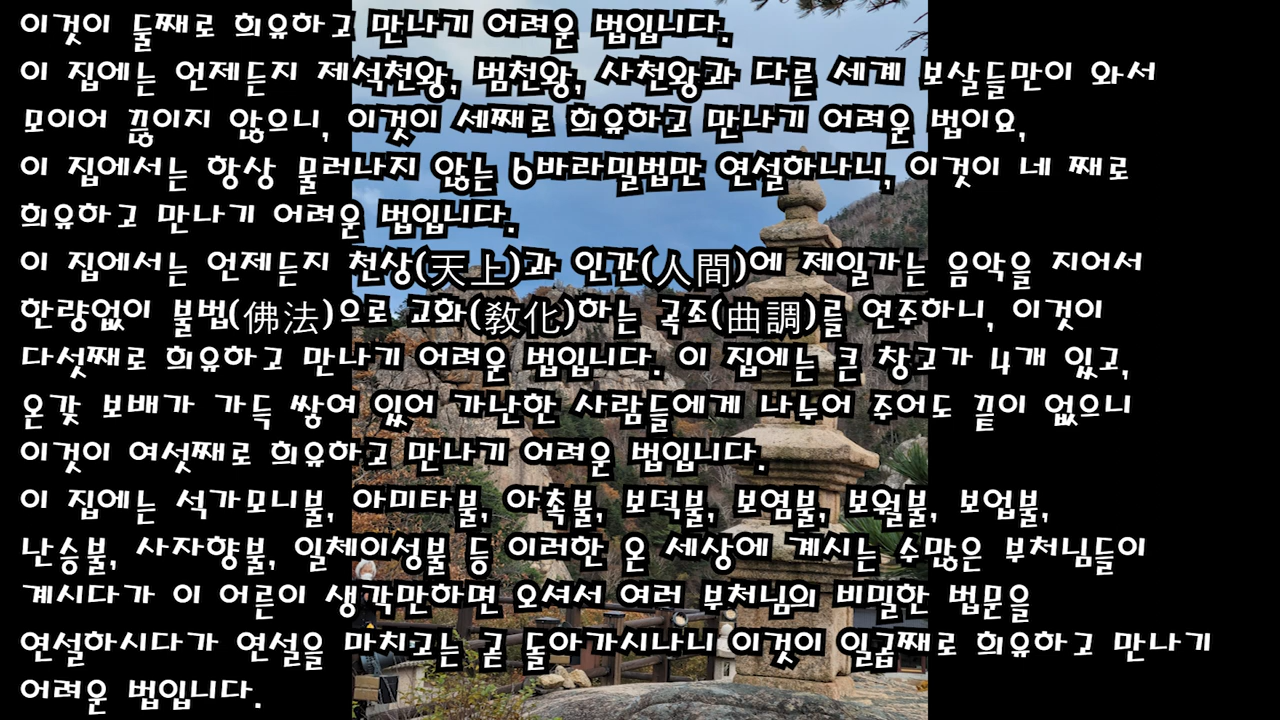 이것이 둘째로 희유하고 만나기 어려운 법입니다.
이 집에는 언제든지 제석천왕, 범천왕, 사천왕과 다른 세계 보살들만이 와서
모이어 끊이지 않으니, 이것이 세째로 희유하고 만나기 어려운 법이요,
이 집에서는 항상 물러나지 않는 6바라밀법만 연설하나니, 이것이 네 째로
희유하고 만나기 어려운 법입니다.
이 집에서는 언제든지 천상(天上)과 인간(人間)에 제일가는 음악을 지어서
한량없이 불법(佛法)으로 교화(敎化)하는 곡조(曲調)를 연주하니, 이것이
다섯째로 희유하고 만나기 어려운 법입니다. 이 집에는 큰 창고가 4개 있고,
온갖 보배가 가득 쌓여 있어 가난한 사람들에게 나누어 주어도 끝이 없으니
이것이 여섯째로 희유하고 만나기 어려운 법입니다.
이 집에는 석가모니불, 아미타불, 아촉불, 보덕불, 보염불, 보월불, 보업불,
난승불, 사자향불, 일체이성불 등 이러한 온 세상에 계시는 수많은 부처님들이
계시다가 이 어른이 생각만하면 오셔서 여러 부처님의 비밀한 법문을
연설하시다가 연설을 마치고는 곧 돌아가시나니 이것이 일곱째로 희유하고 만나기
어려운 법입니다.